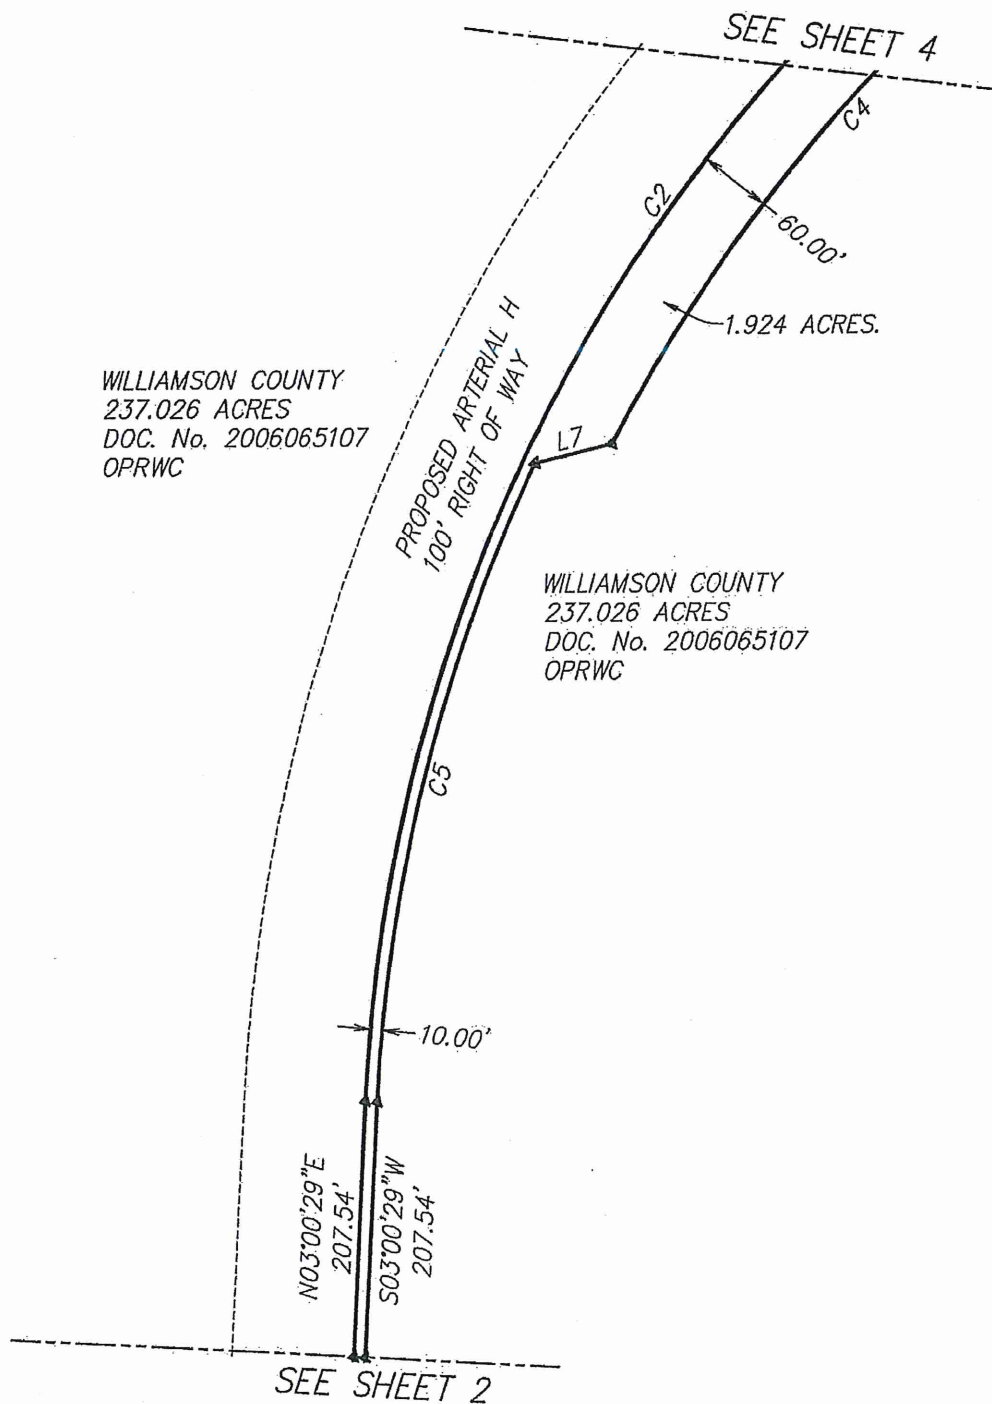 SEE SHEET 4
C4
C2
60.00'
1.924 ACRES.
PROPOSED ARTERIAL H
100' RIGHT OF WAY
WILLIAMSON COUNTY
237.026 ACRES
DOC. No. 2006065107
OPRWC
L7
WILLIAMSON COUNTY
237.026 ACRES
DOC. No. 2006065107
OPRWC
C5
10.00'
N03°00'29"E
207.54'
S03°00'29"W
207.54'
SEE SHEET 2